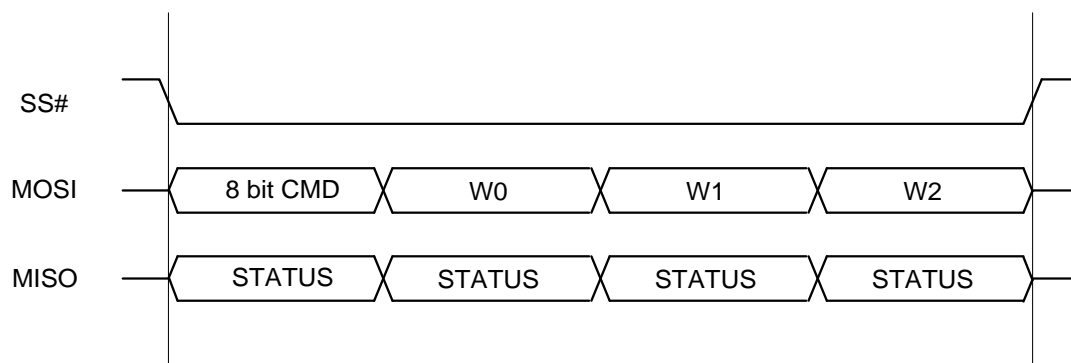 SS#
MOSI 8 bit CMD W0 W1 W2
MISO STATUS STATUS STATUS STATUS